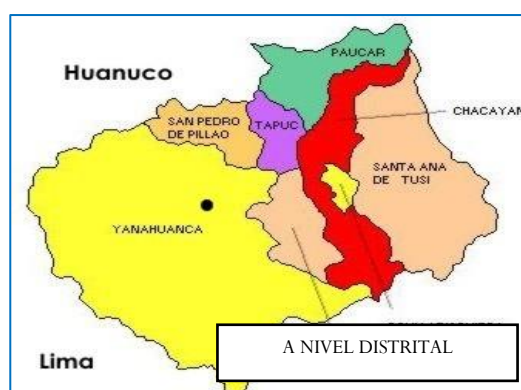 PAUCAR
Huanuco
CHACAYAN
SAN PEDRO
DE PILLAO
TAPUC
SANTA ANA
DE TUSI
YANAHUANCA
A NIVEL DISTRITAL
Lima